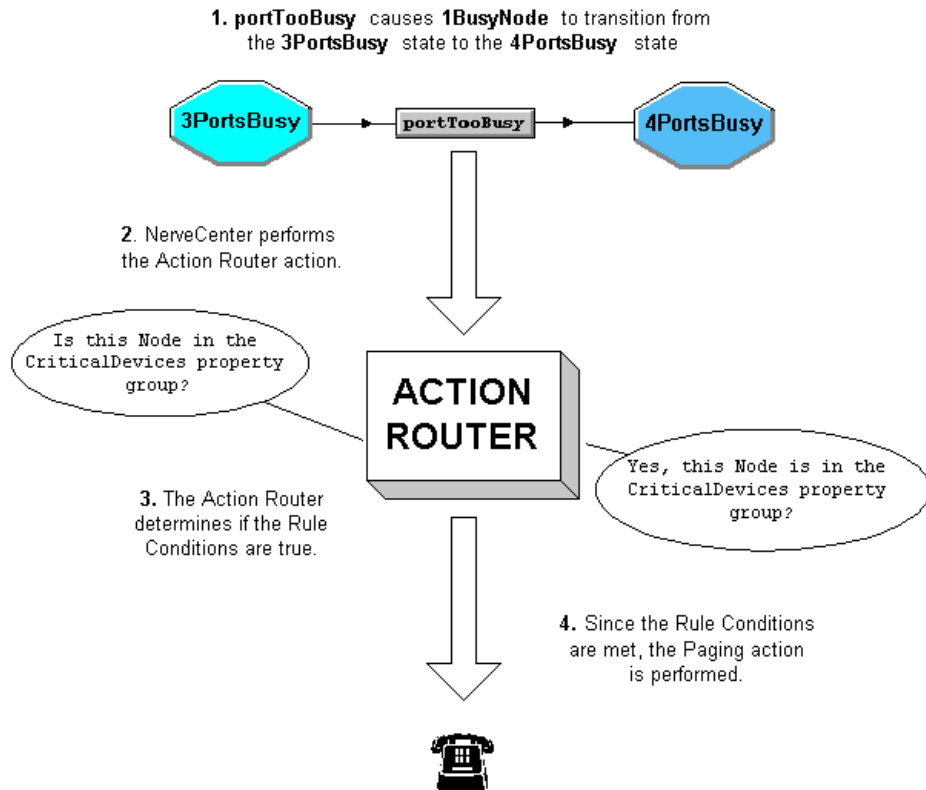 1. portTooBusy causes 1BusyNode to transition from
the 3PortsBusy state to the 4PortsBusy state
3PortsBusy
portTooBusy
4PortsBusy
2. NerveCenter performs
the Action Router action.
Is this Node in the
CriticalDevices property
group?
ACTION
ROUTER
Yes, this Node is in the
CriticalDevices property
group?
3. The Action Router
determines if the Rule
Conditions are true.
4. Since the Rule Conditions
are met, the Paging action
is performed.